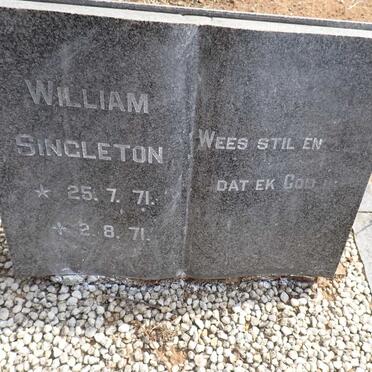 WILLIAM
SINGLETON
* 25. 7. 71.
+ 2. 8. 71.
WEES STIL EN
DAT EK GOD